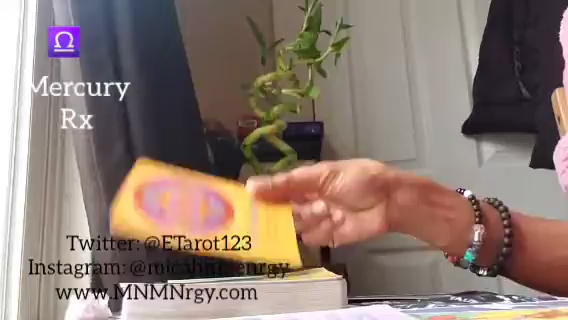 ♎
Mercury
Rx
Twitter: @ETarot123
Instagram:
www.MNMNrgy.com